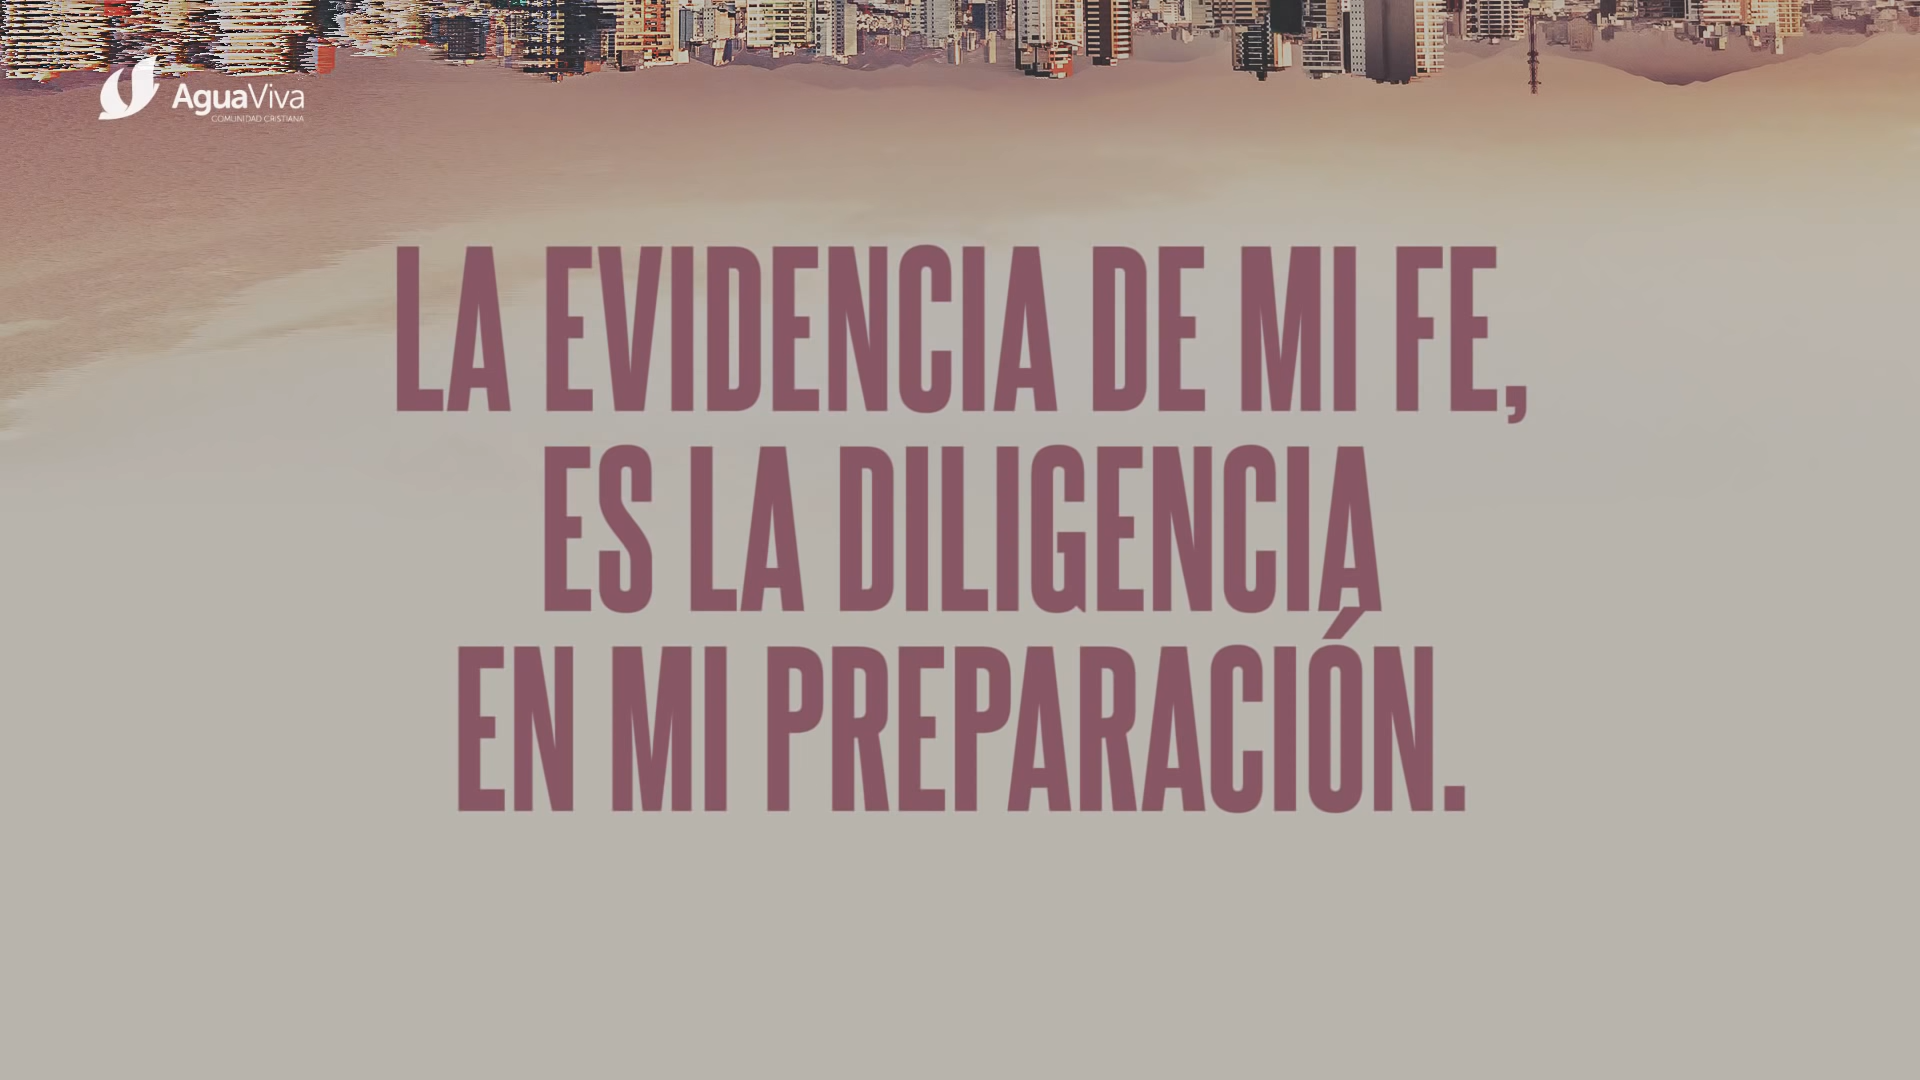 AguaViva
COMUNIDAD CRISTIANA
LA EVIDENCIA DE MI FE,
ES LA DILIGENCIA
EN MI PREPARACIÓN.